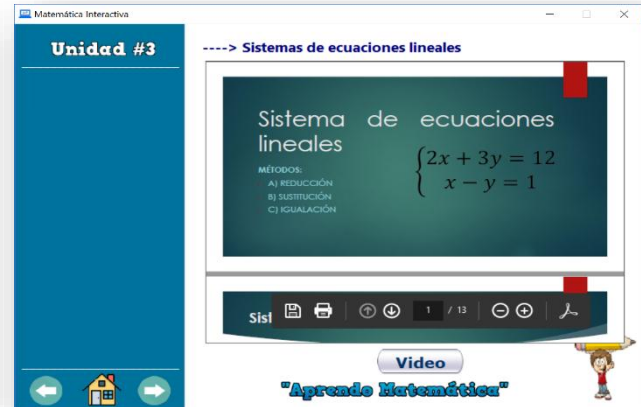 Matemática Interactiva
Unidad #3
----> Sistemas de ecuaciones lineales
Sistema de ecuaciones
lineales
MÉTODOS:
A) REDUCCIÓN
B) SUSTITUCIÓN
C) IGUALACIÓN
2x + 3y = 12
x − y = 1
Sist
1 / 13
Video
"Aprendo Matemática"